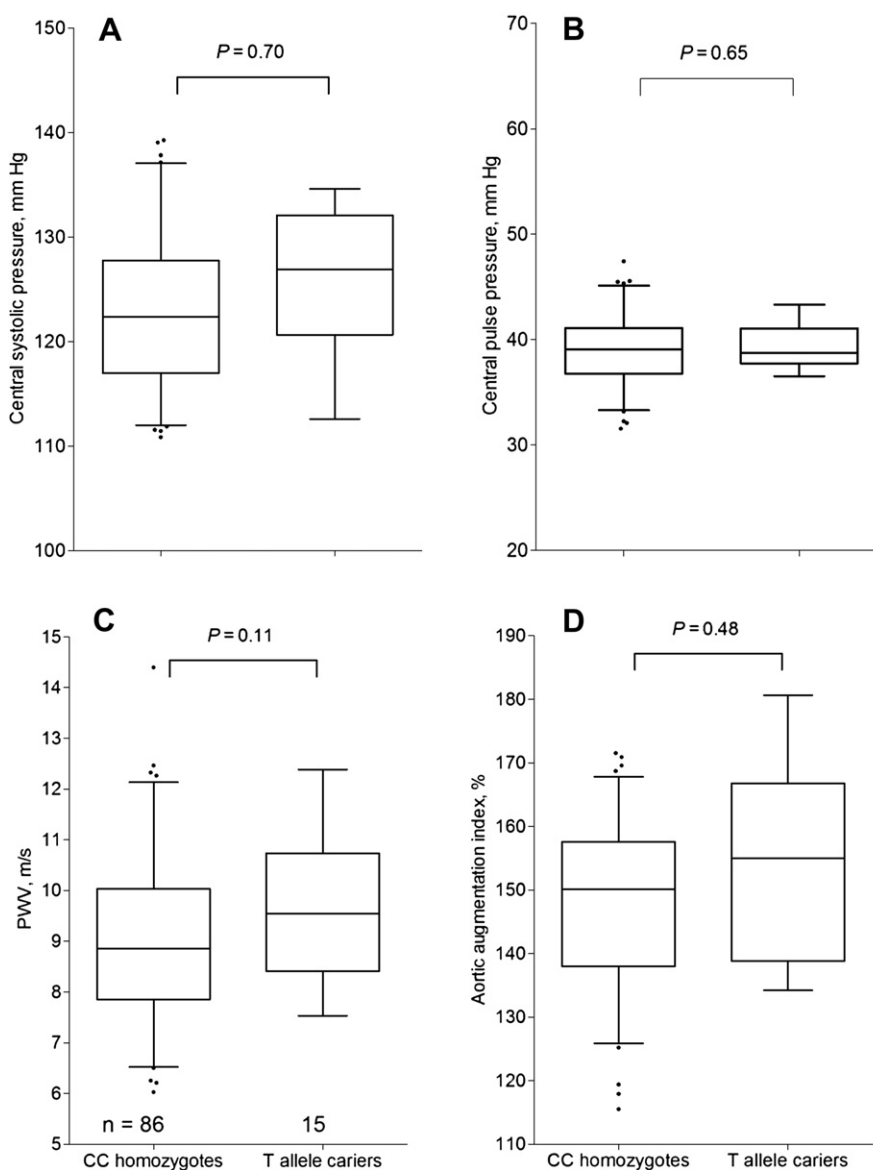 A
P = 0.70
Central systolic pressure, mm Hg
150
140
130
120
110
100
B
P = 0.65
Central pulse pressure, mm Hg
70
60
50
40
30
20
C
P = 0.11
PWV, m/s
15
14
13
12
11
10
9
8
7
6
5
n = 86 15
CC homozygotes T allele cariers
D
P = 0.48
Aortic augmentation index, %
190
180
170
160
150
140
130
120
110
CC homozygotes T allele cariers